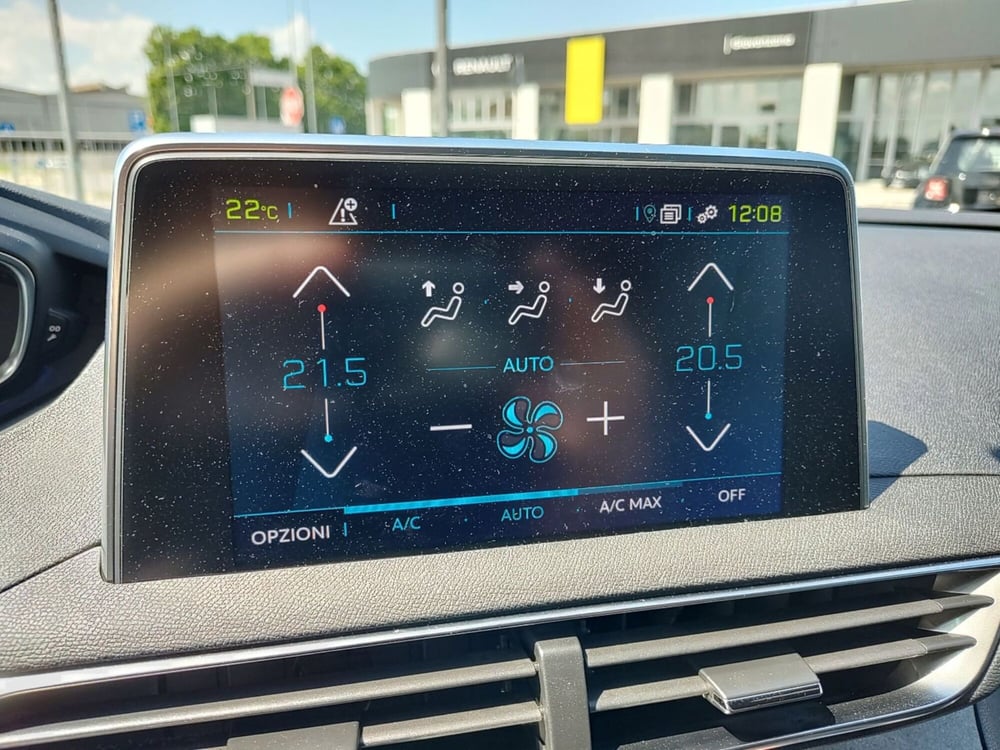 RENAULT
22°C
12:08
21.5
20.5
AUTO
OPZIONI
A/C
AUTO
A/C MAX
OFF